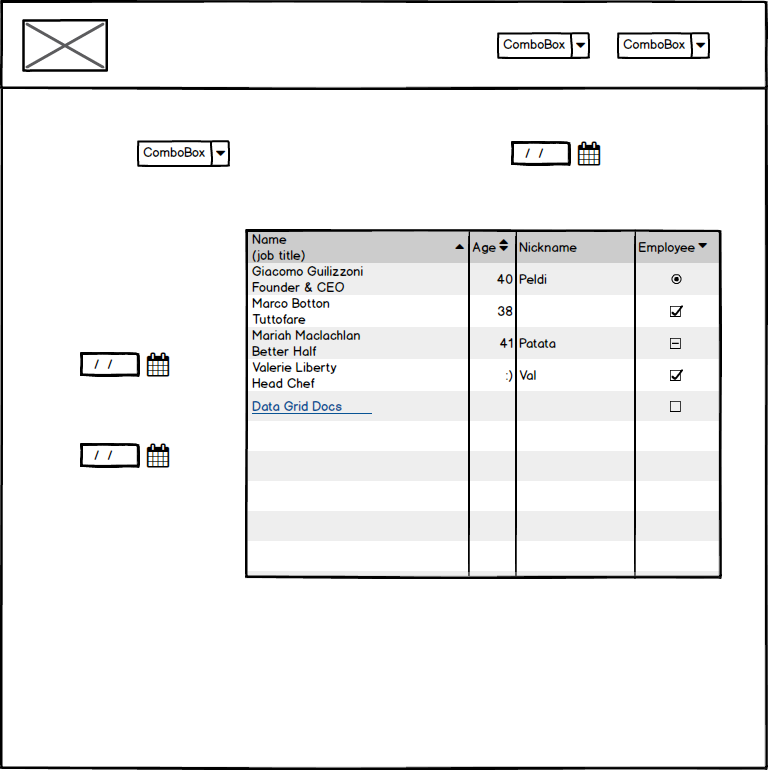 ComboBox ComboBox
ComboBox / /
Name
(job title) Age Nickname Employee
Giacomo Guilizzoni
Founder & CEO 40 Peldi
Marco Botton
Tuttofare 38
Mariah Maclachlan
Better Half 41 Patata
Valerie Liberty
Head Chef :) Val
Data Grid Docs
/ /
/ /